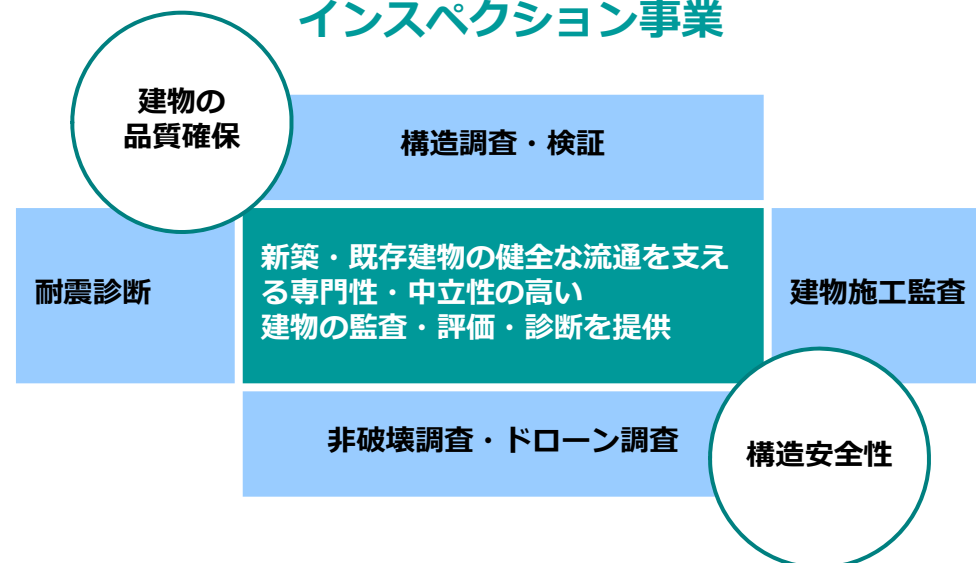 インスペクション事業
建物の
品質確保
構造調査・検証
耐震診断
新築・既存建物の健全な流通を支え
る専門性・中立性の高い
建物の監査・評価・診断を提供
建物施工監査
非破壊調査・ドローン調査
構造安全性